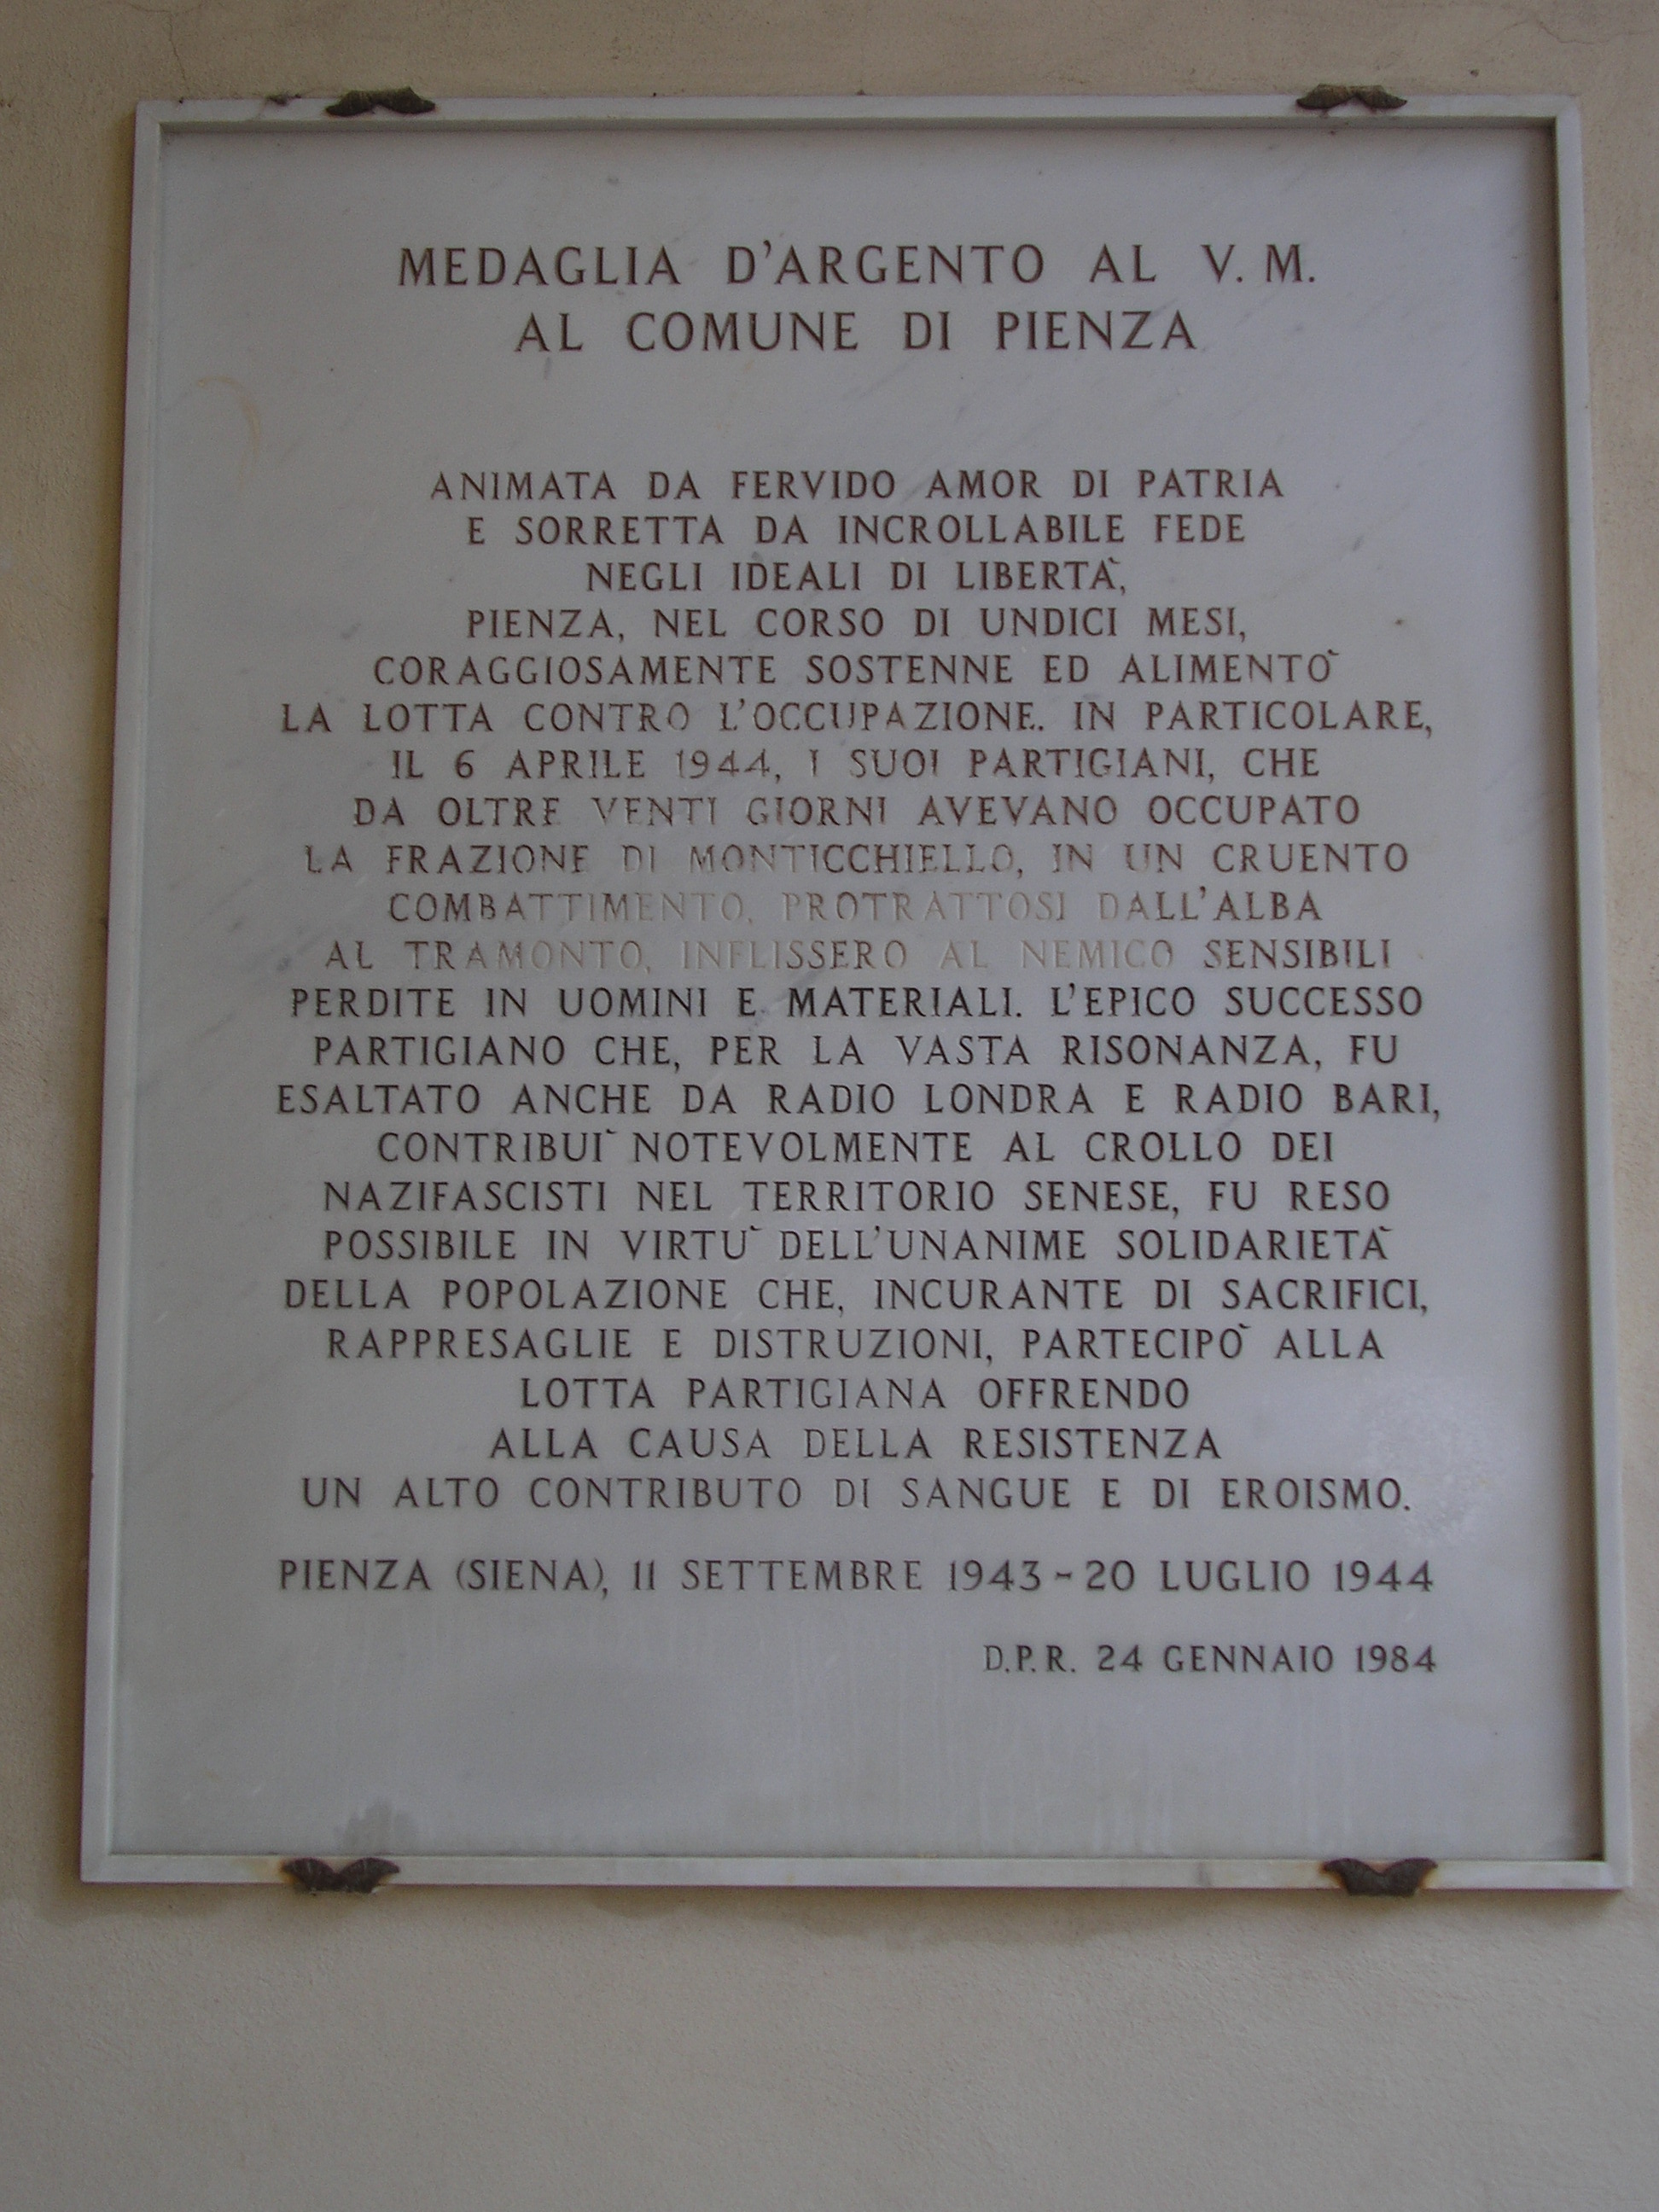 MEDAGLIA D'ARGENTO AL V. M.
AL COMUNE DI PIENZA
ANIMATA DA FERVIDO AMOR DI PATRIA
E SORRETTA DA INCROLLABILE FEDE
NEGLI IDEALI DI LIBERTÀ,
PIENZA, NEL CORSO DI UNDICI MESI,
CORAGGIOSAMENTE SOSTENNE ED ALIMENTÒ
LA LOTTA CONTRO L'OCCUPAZIONE. IN PARTICOLARE,
IL 6 APRILE 1944, I SUOI PARTIGIANI, CHE
DA OLTRE VENTI GIORNI AVEVANO OCCUPATO
LA FRAZIONE DI MONTICCHIELLO, IN UN CRUENTO
COMBATTIMENTO, PROTRATTOSI DALL'ALBA
AL TRAMONTO, INFLISSERO AL NEMICO SENSIBILI
PERDITE IN UOMINI E MATERIALI. L'EPICO SUCCESSO
PARTIGIANO CHE, PER LA VASTA RISONANZA, FU
ESALTATO ANCHE DA RADIO LONDRA E RADIO BARI,
CONTRIBUÌ NOTEVOLMENTE AL CROLLO DEI
NAZIFASCISTI NEL TERRITORIO SENESE, FU RESO
POSSIBILE IN VIRTÙ DELL'UNANIME SOLIDARIETÀ
DELLA POPOLAZIONE CHE, INCURANTE DI SACRIFICI,
RAPPRESAGLIE E DISTRUZIONI, PARTECIPÒ ALLA
LOTTA PARTIGIANA OFFRENDO
ALLA CAUSA DELLA RESISTENZA
UN ALTO CONTRIBUTO DI SANGUE E DI EROISMO.
PIENZA (SIENA), 11 SETTEMBRE 1943 - 20 LUGLIO 1944
D.P.R. 24 GENNAIO 1984